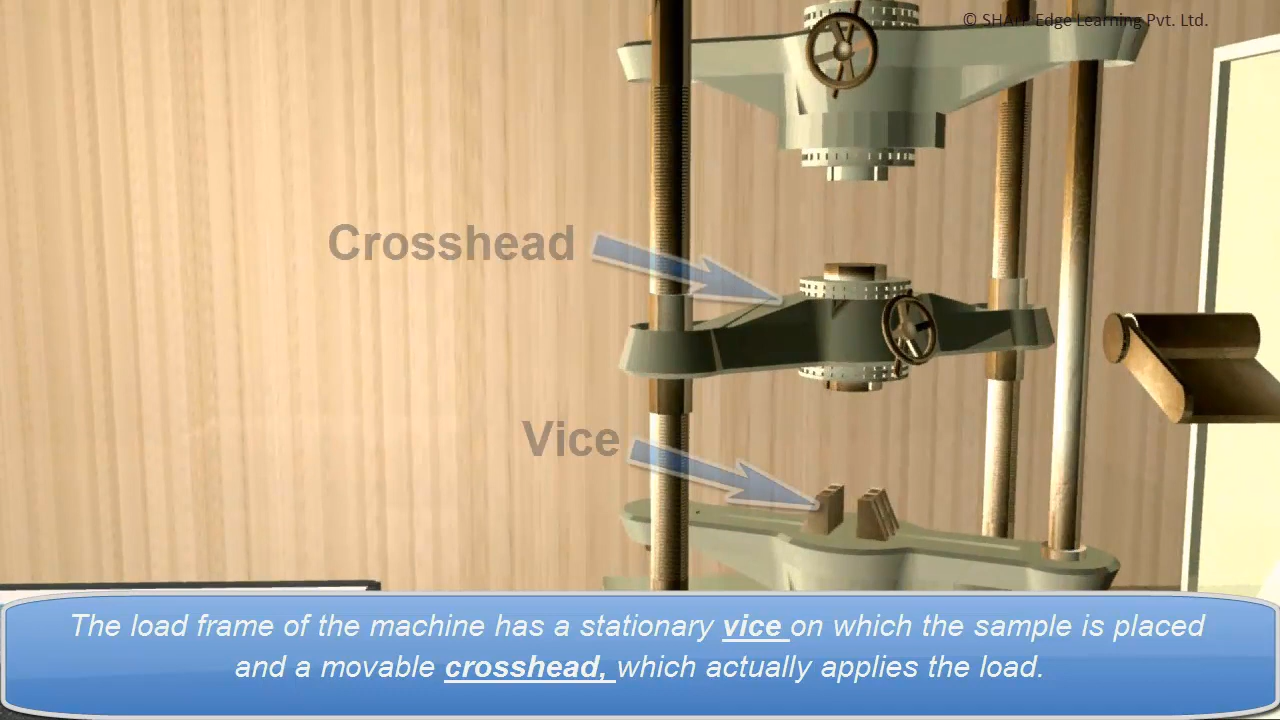 © SHARP Edge Learning Pvt. Ltd.
Crosshead
Vice
The load frame of the machine has a stationary vice on which the sample is placed
and a movable crosshead, which actually applies the load.